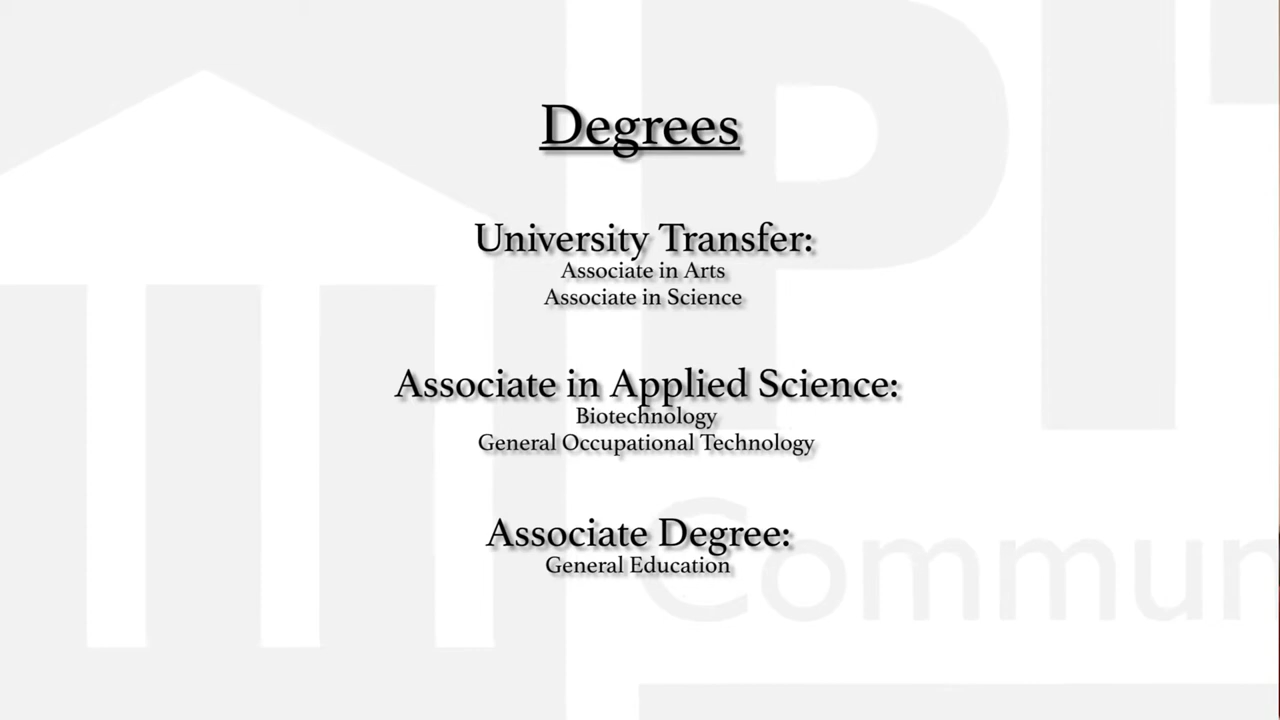 Degrees
University Transfer:
Associate in Arts
Associate in Science
Associate in Applied Science:
Biotechnology
General Occupational Technology
Associate Degree:
General Education